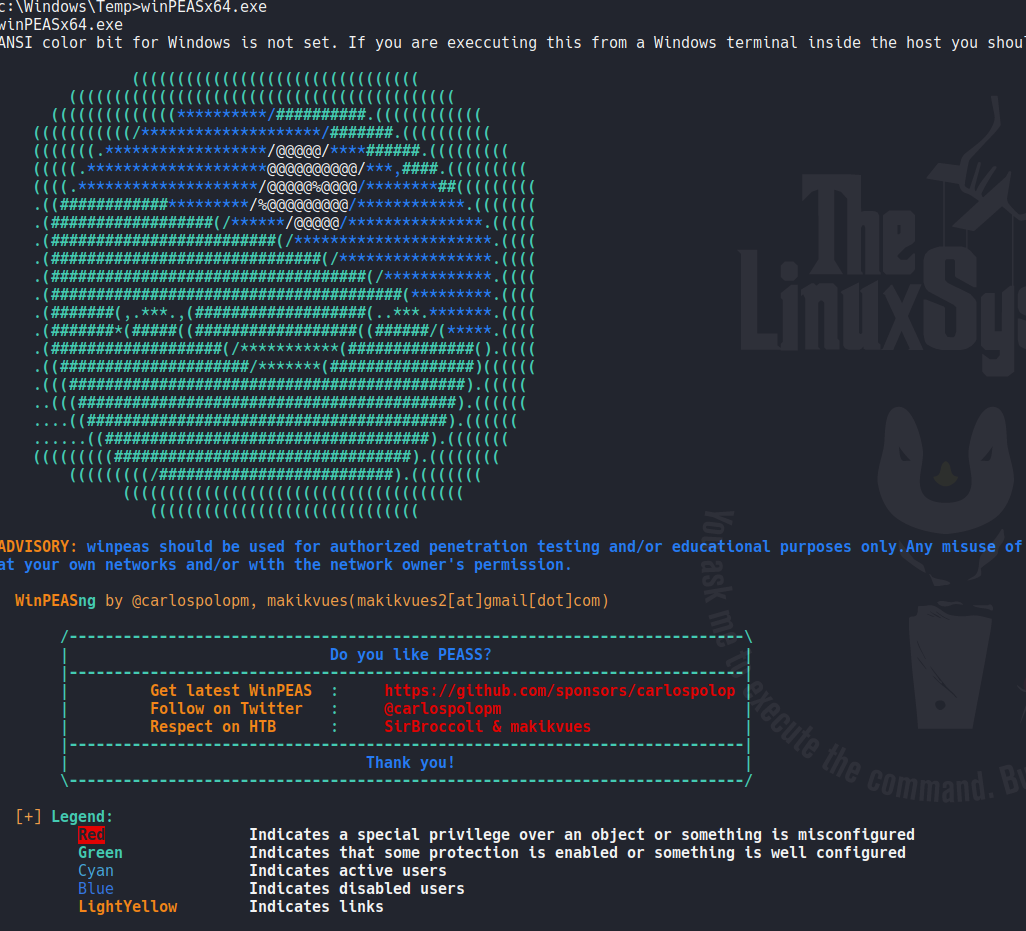 c:\Windows\Temp>winPEASx64.exe
winPEASx64.exe
ANSI color bit for Windows is not set. If you are execcuting this from a Windows terminal inside the host you
ADVISORY: winpeas should be used for authorized penetration testing and/or educational purposes only.Any misuse of
at your own networks and/or with the network owner's permission.
WinPEASng by @carlospolopm, makikvues(makikvues2[at]gmail[dot]com)
Do you like PEASS?
Get latest WinPEAS : https://github.com/sponsors/carlospolop
Follow on Twitter : @carlospolopm
Respect on HTB : SirBroccoli & makikvues
Thank you!
[+] Legend:
Red Indicates a special privilege over an object or something is misconfigured
Green Indicates that some protection is enabled or something is well configured
Cyan Indicates active users
Blue Indicates disabled users
LightYellow Indicates links
The
LinuxSys
You ask me to execute the command.